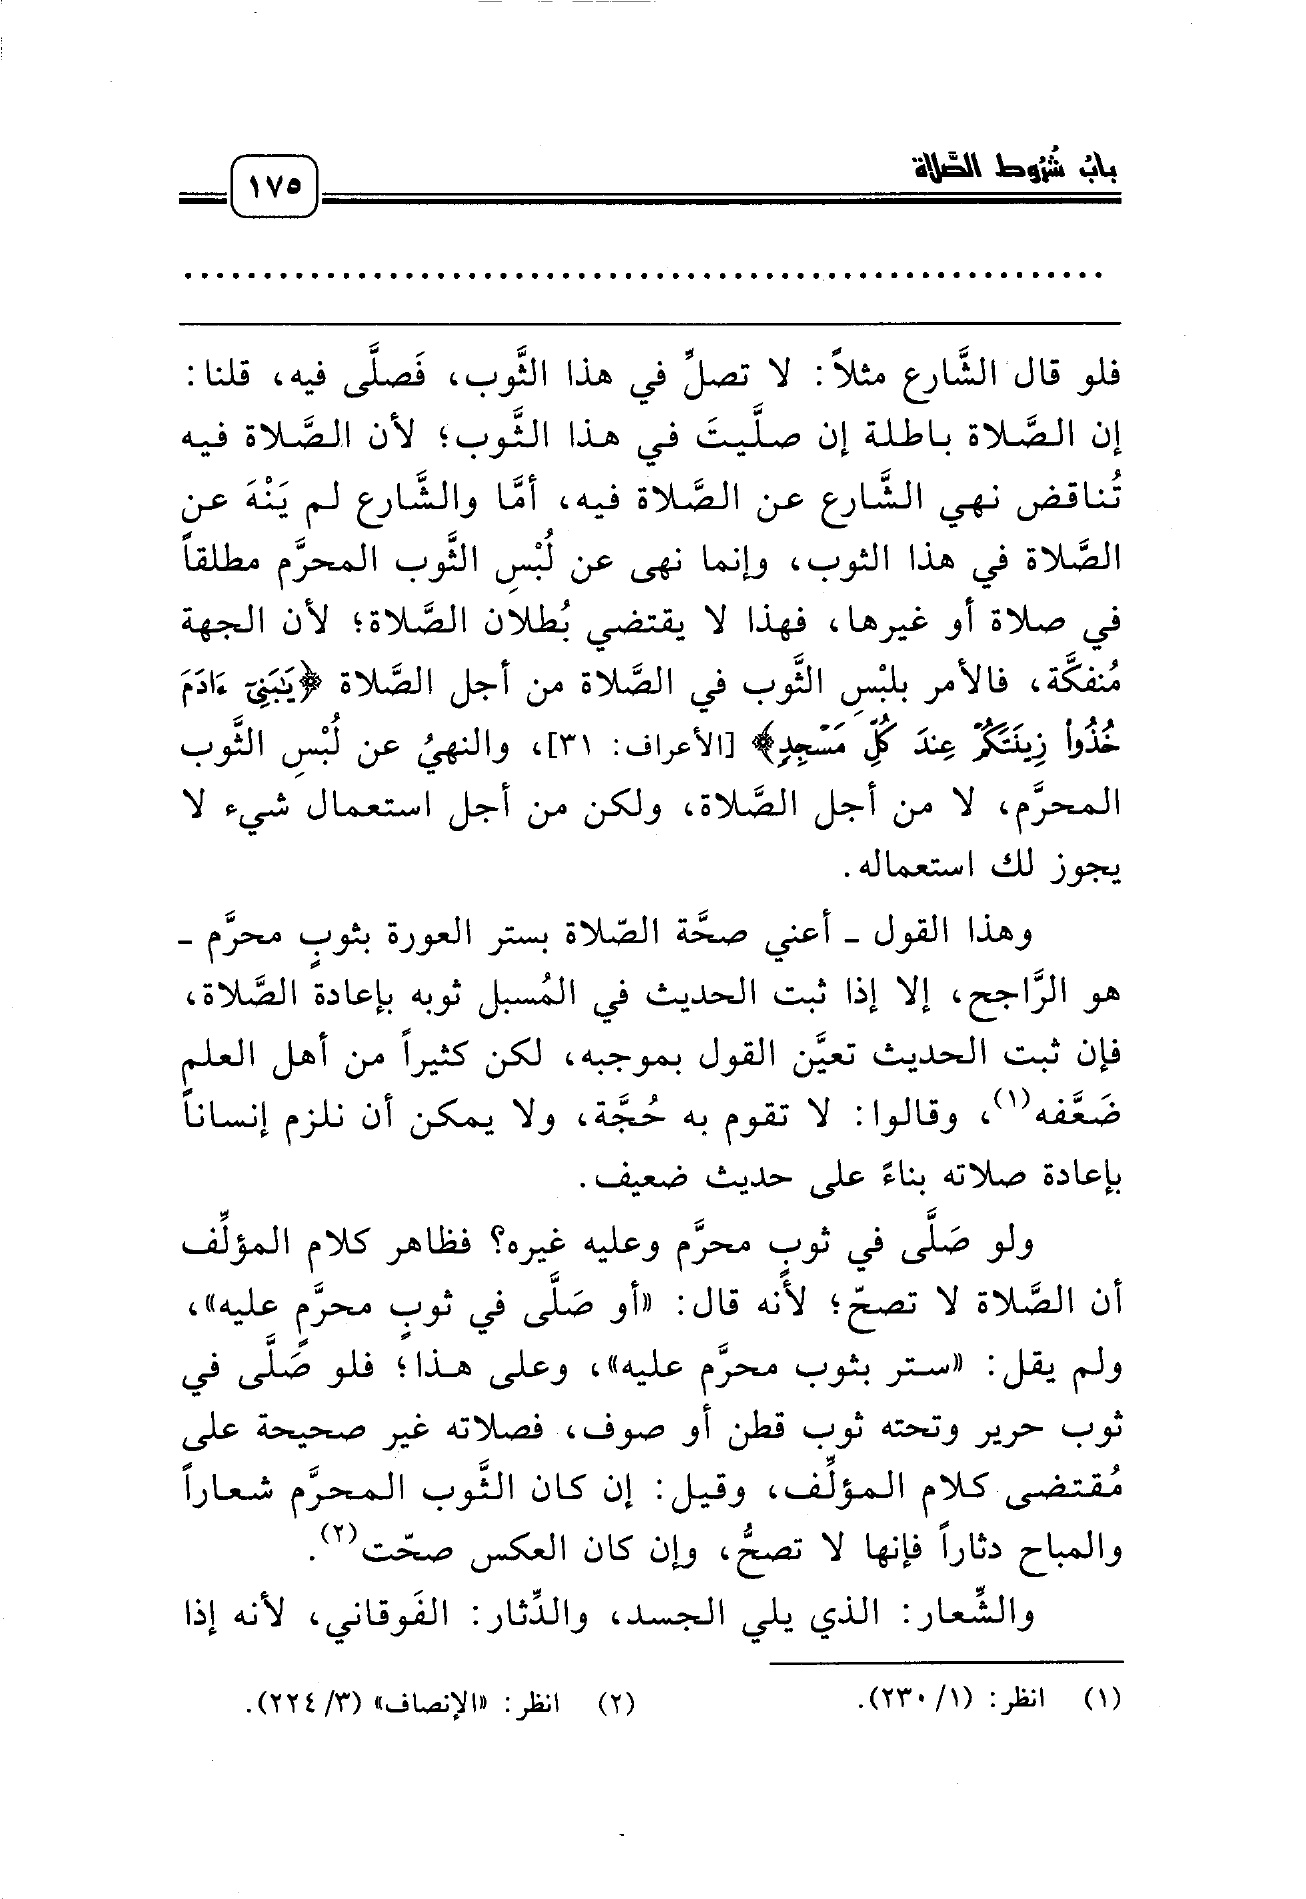 بابُ شُرُوط الصَّلاة
١٧٥
فلو قال الشَّارع مثلاً: لا تصلِّ في هذا الثَّوب، فَصلَّى فيه، قلنا:
إن الصَّلاة باطلة إن صلَّيتَ في هذا الثَّوب؛ لأن الصَّلاة فيه
تُناقض نهي الشَّارع عن الصَّلاة فيه، أمَّا والشَّارع لم يَنْهَ عن
الصَّلاة في هذا الثوب، وإنما نهى عن لُبْسِ الثَّوب المحرَّم مطلقاً
في صلاة أو غيرها، فهذا لا يقتضي بُطلان الصَّلاة؛ لأن الجهة
مُنفكَّة، فالأمر بلبْسِ الثَّوب في الصَّلاة من أجل الصَّلاة ﴿يَٰبَنِيٓ ءَادَمَ
خُذُواْ زِينَتَكُمْ عِندَ كُلِّ مَسْجِدٍ﴾ [الأعراف: ٣١]، والنهيُ عن لُبْسِ الثَّوب
المحرَّم، لا من أجل الصَّلاة، ولكن من أجل استعمال شيء لا
يجوز لك استعماله.
وهذا القول ـ أعني صحَّة الصّلاة بستر العورة بثوبٍ محرَّم ـ
هو الرَّاجح، إلا إذا ثبت الحديث في المُسبل ثوبه بإعادة الصَّلاة،
فإن ثبت الحديث تعيَّن القول بموجبه، لكن كثيراً من أهل العلم
ضَعَّفه(١)، وقالوا: لا تقوم به حُجَّة، ولا يمكن أن نلزم إنساناً
بإعادة صلاته بناءً على حديث ضعيف.
ولو صَلَّى في ثوبٍ محرَّم وعليه غيره؟ فظاهر كلام المؤلِّف
أن الصَّلاة لا تصحّ؛ لأنه قال: «أو صَلَّى في ثوبٍ محرَّمٍ عليه»،
ولم يقل: «ستر بثوب محرَّم عليه»، وعلى هذا؛ فلو صَلَّى في
ثوب حرير وتحته ثوب قطن أو صوف، فصلاته غير صحيحة على
مُقتضى كلام المؤلِّف، وقيل: إن كان الثَّوب المحرَّم شعاراً
والمباح دثاراً فإنها لا تصحُّ، وإن كان العكس صحّت(٢).
والشِّعار: الذي يلي الجسد، والدِّثار: الفَوقاني، لأنه إذا
(١) انظر: (٢٣٠/١).
(٢) انظر: «الإنصاف» (٢٢٤/٣).